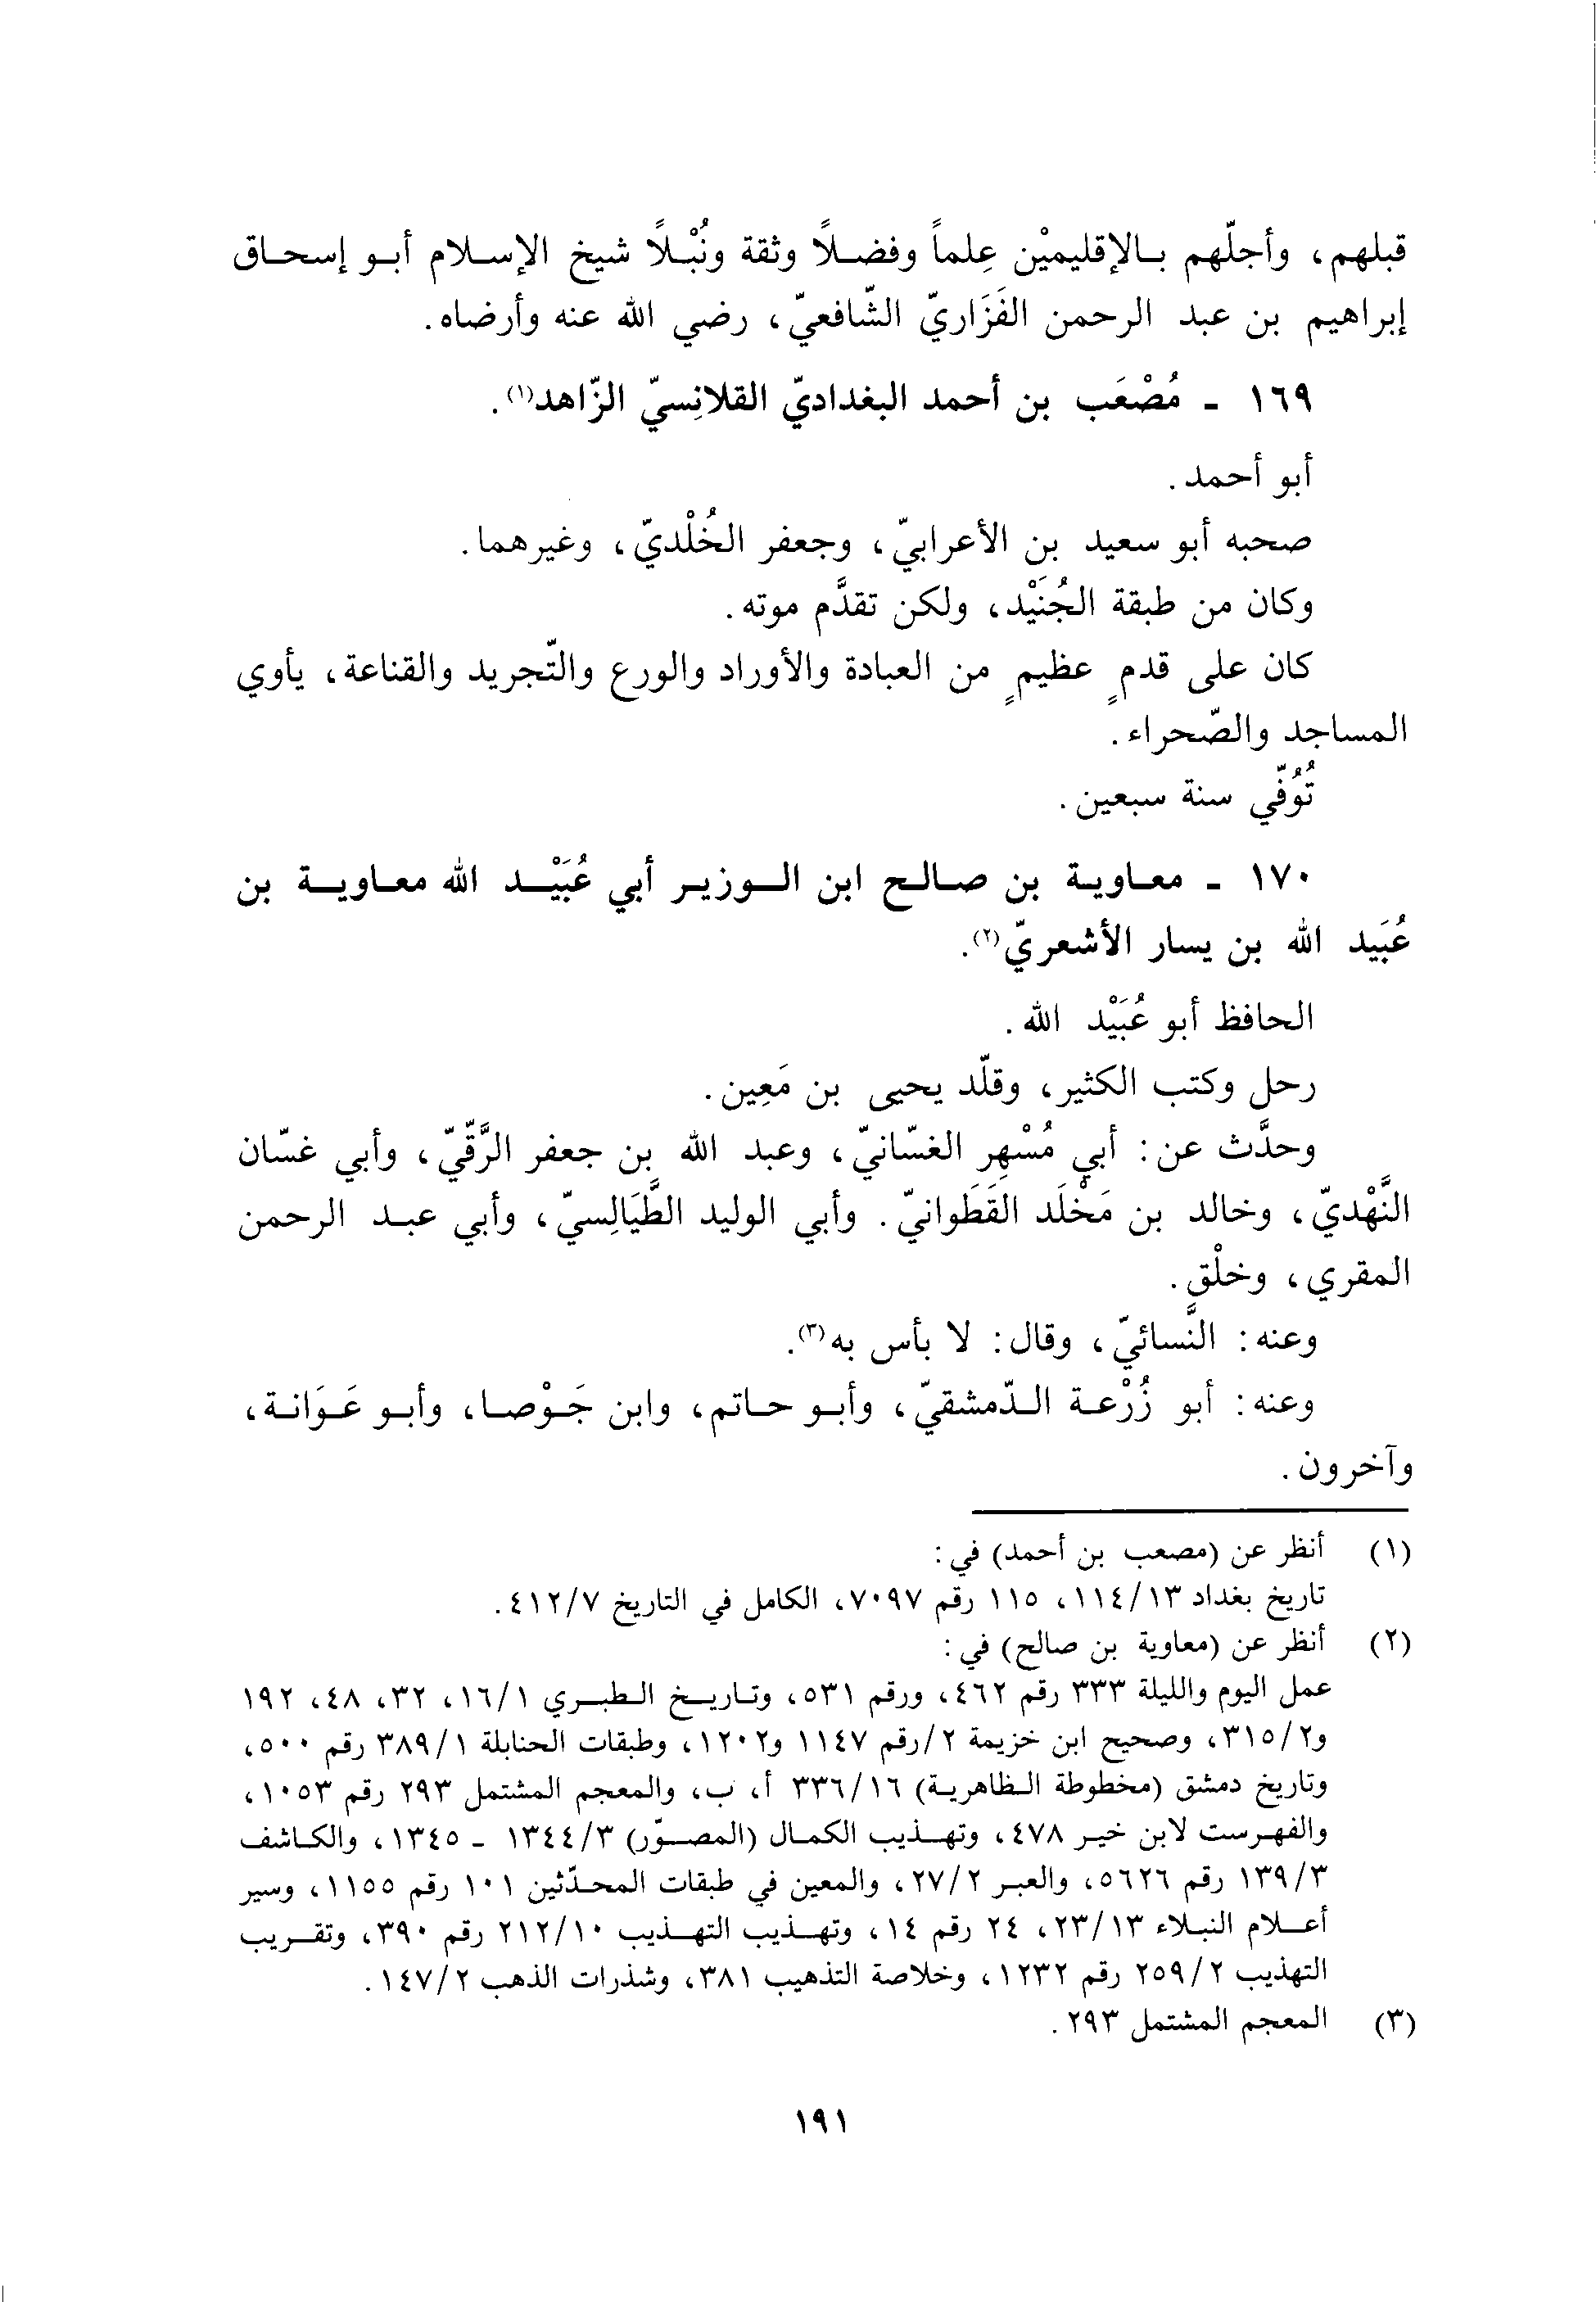 قبلهم، وأجلّهم بالإقليميْن عِلماً وفضلاً وثقة ونُبْلاً شيخ الإسلام أبو إسحاق
إبراهيم بن عبد الرحمن الفَزَاريّ الشّافعيّ، رضي الله عنه وأرضاه.
١٦٩ - مُصْعَب بن أحمد البغداديّ القلانِسيّ الزّاهد(١).
أبو أحمد.
صحبه أبو سعيد بن الأعرابيّ، وجعفر الخُلْديّ، وغيرهما.
وكان من طبقة الجُنَيْد، ولكن تقدَّم موته.
كان على قدمٍ عظيمٍ من العبادة والأوراد والورع والتّجريد والقناعة، يأوي
المساجد والصّحراء.
تُوُفّي سنة سبعين.
١٧٠ - معاوية بن صالح ابن الوزير أبي عُبَيْد الله معاوية بن
عُبَيد الله بن يسار الأشعريّ(٢).
الحافظ أبو عُبَيْد الله.
رحل وكتب الكثير، وقلّد يحيى بن مَعِين.
وحدَّث عن: أبي مُسْهِر الغسّانيّ، وعبد الله بن جعفر الرَّقّيّ، وأبي غسّان
النَّهْديّ، وخالد بن مَخْلَد القَطَوانيّ. وأبي الوليد الطَّيَالِسيّ، وأبي عبد الرحمن
المقري، وخلْقٍ.
وعنه: النَّسائيّ، وقال: لا بأس به(٣).
وعنه: أبو زُرْعة الدّمشقيّ، وأبو حاتم، وابن جَوْصا، وأبو عَوَانة،
وآخرون.
(١) أنظر عن (مصعب بن أحمد) في:
تاريخ بغداد ١١٤/١٣، ١١٥ رقم ٧٠٩٧، الكامل في التاريخ ٤١٢/٧.
(٢) أنظر عن (معاوية بن صالح) في:
عمل اليوم والليلة ٣٣٣ رقم ٤٦٢، ورقم ٥٣١، وتاريخ الطبري ١٦/١، ٣٢، ٤٨، ١٩٢
و٣١٥/٢، وصحيح ابن خزيمة ٢/رقم ١١٤٧ و١٢٠٢، وطبقات الحنابلة ٣٨٩/١ رقم ٥٠٠،
وتاريخ دمشق (مخطوطة الظاهرية) ٣٣٦/١٦ أ، ب، والمعجم المشتمل ٢٩٣ رقم ١٠٥٣،
والفهرست لابن خير ٤٧٨، وتهذيب الكمال (المصوّر) ١٣٤٤/٣ - ١٣٤٥، والكاشف
١٣٩/٣ رقم ٥٦٢٦، والعبر ٢٧/٢، والمعين في طبقات المحدّثين ١٠١ رقم ١١٥٥، وسير
أعلام النبلاء ٢٣/١٣، ٢٤ رقم ١٤، وتهذيب التهذيب ٢١٢/١٠ رقم ٣٩٠، وتقريب
التهذيب ٢٥٩/٢ رقم ١٢٣٢، وخلاصة التذهيب ٣٨١، وشذرات الذهب ١٤٧/٢.
(٣) المعجم المشتمل ٢٩٣.
١٩١